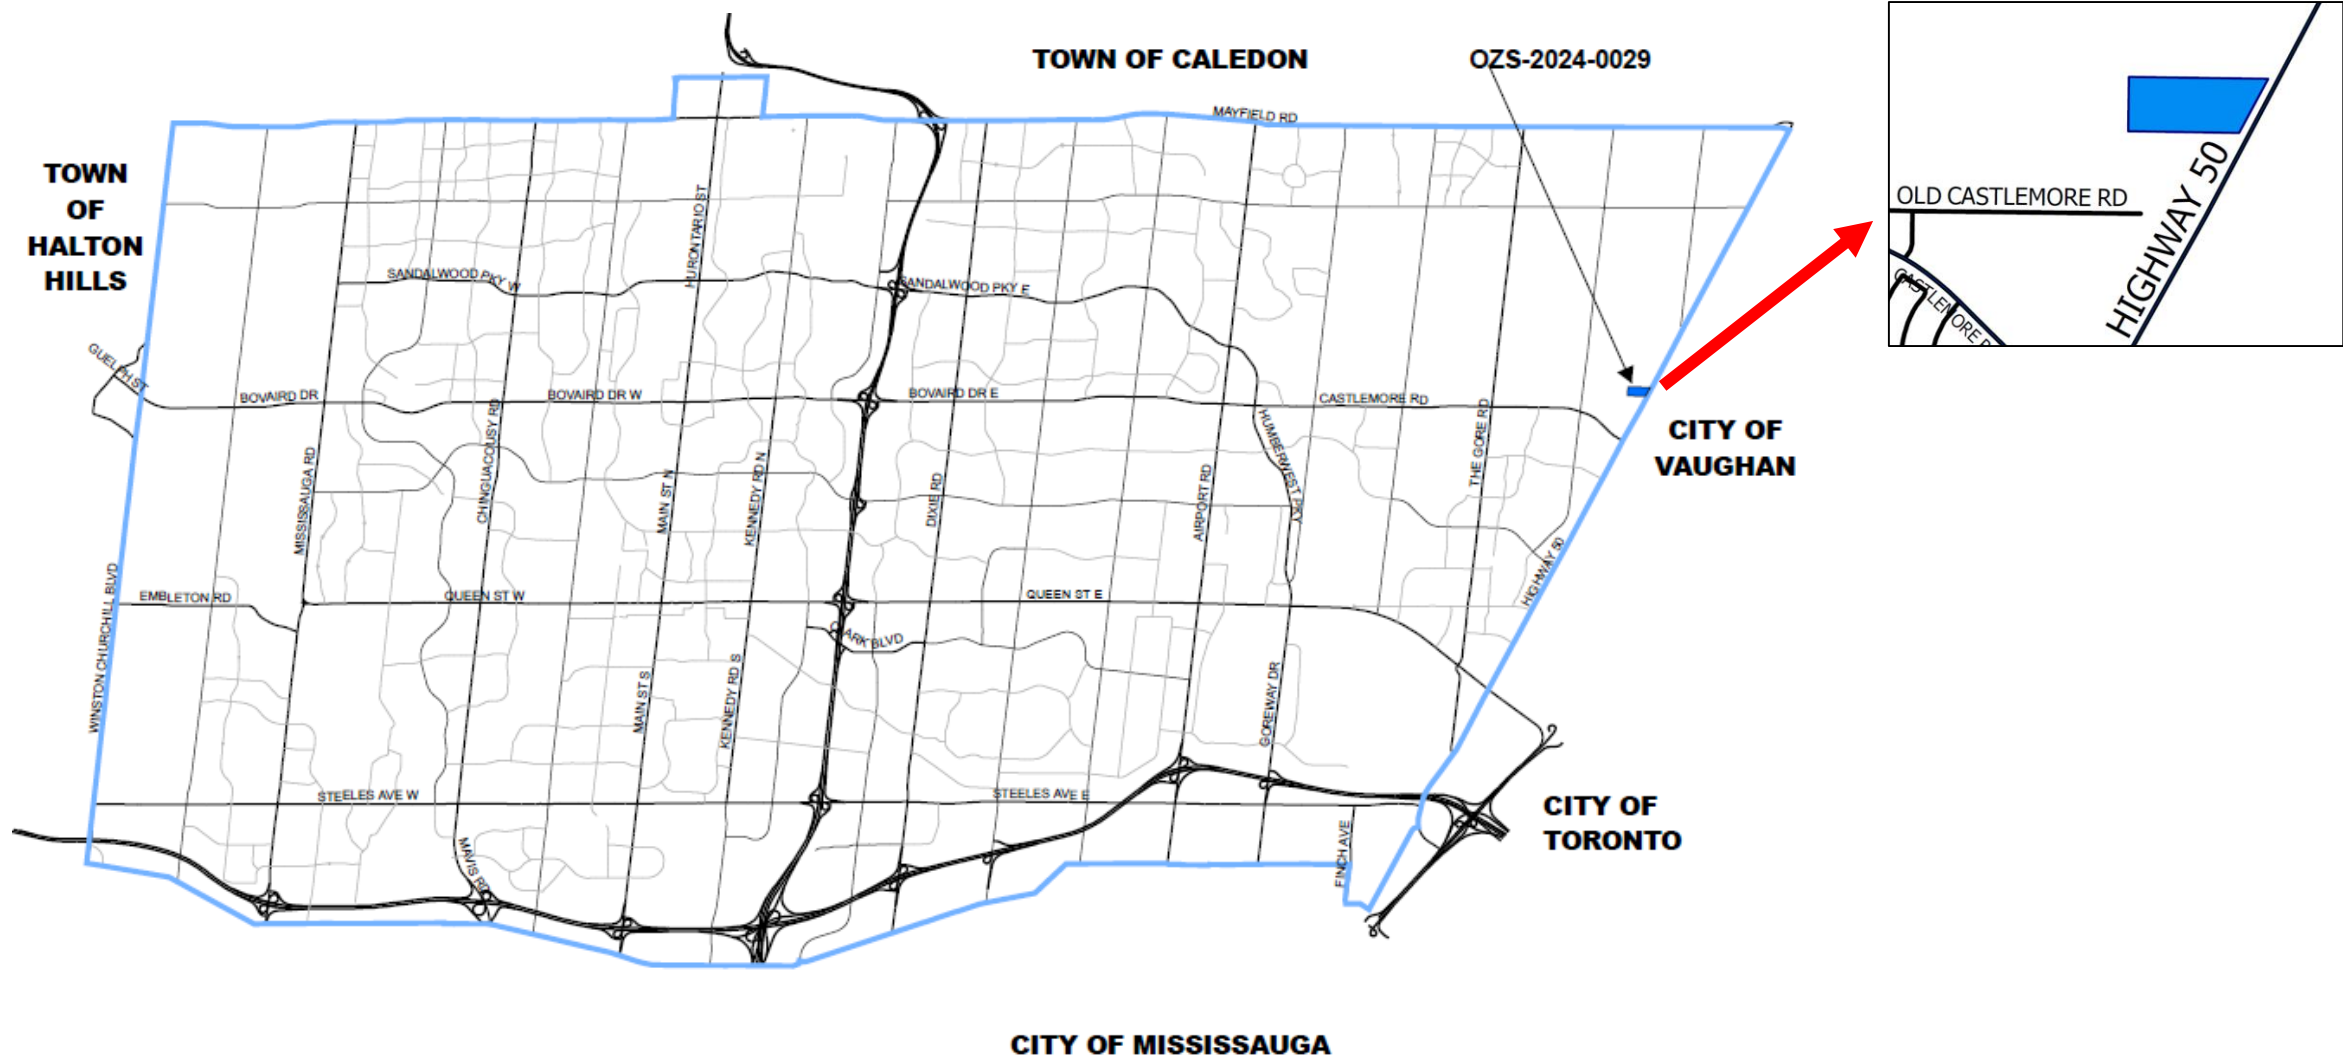 TOWN OF CALEDON
OZS-2024-0029
MAYFIELD RD
TOWN
OF
HALTON
HILLS
HURONTARIO ST
SANDALWOOD PKY W
SANDALWOOD PKY E
GUELPH ST
BOVAIRD DR
BOVAIRD DR W
BOVAIRD DR E
CASTLEMORE RD
CITY OF
VAUGHAN
MISSISSAUGA RD
CHINGUACOUSY RD
MAIN ST N
KENNEDY RD N
DIXIE RD
AIRPORT RD
HUMBERWEST PKY
THE GORE RD
HIGHWAY 50
WINSTON CHURCHILL BLVD
EMBLETON RD
QUEEN ST W
QUEEN ST E
CLARK BLVD
MAIN ST S
KENNEDY RD S
GOREWAY DR
STEELES AVE W
STEELES AVE E
MAVIS RD
FINCH AVE
CITY OF
TORONTO
CITY OF MISSISSAUGA
OLD CASTLEMORE RD
HIGHWAY 50
CASTLEMORE R